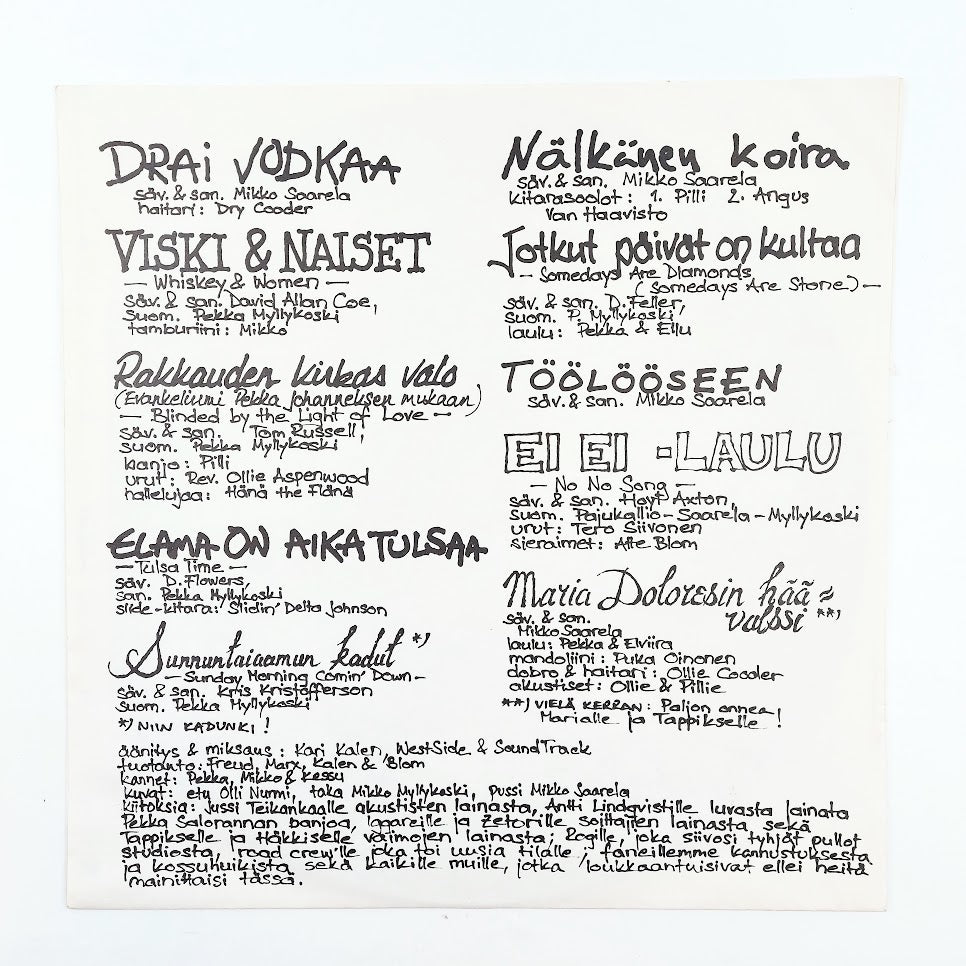 DRAi VODKAA
säv. & san. Mikko Saarela
haitari: Dry Cooder
VISKI & NAISET
— Whiskey & Women —
säv. & san. David Allan Coe,
suom. Pekka Myllykoski
tamburiini: Mikko
Rakkauden kirkas valo
(Evankeliumi Pekka Johanneksen mukaan)
— Blinded by the Light of Love —
säv. & san. Tom Russell,
suom. Pekka Myllykoski
banjo: Pilli
urut: Rev. Ollie Aspenwood
hallelujaa: Hänä the Flänä
ELÄMÄ ON AIKA TULSAA
— Tulsa Time —
säv. D. Flowers,
san. Pekka Myllykoski
slide-kitara: Slidin' Delta Johnson
Sunnuntaiaamun kadut *)
— Sunday Morning Comin' Down —
säv. & san. Kris Kristofferson
suom. Pekka Myllykoski
*) NIIN KADUNKI!
Nälkänen koira
säv. & san. Mikko Saarela
kitarasoolot: 1. Pilli 2. Angus
Van Haavisto
Jotkut päivät on kultaa
— Somedays Are Diamonds
(Somedays Are Stone) —
säv. & san. D. Feller,
suom. P. Myllykoski
laulu: Pekka & Ellu
TÖÖLÖÖSEEN
säv. & san. Mikko Saarela
EI EI -LAULU
— No No Song —
säv. & san. Hoyt Axton,
suom. Pajukallio-Saarela-Myllykoski
urut: Tero Siivonen
sieraimet: Affe Blom
Maria Doloresin hää-
valssi **)
säv. & san.
Mikko Saarela
laulu: Pekka & Elviira
mandoliini: Puka Oinonen
dobro & haitari: Ollie Cooder
akustiset: Ollie & Pillie
**) VIELÄ KERRAN: Paljon onnea
Marialle ja Tappikselle!
äänitys & miksaus: Kari Kalen, WestSide & SoundTrack
tuotanto: Freud, Marx, Kalen & Blom
kannet: Pekka, Mikko & Kessu
kuvat: etu Olli Nurmi, taka Mikko Myllykoski, pussi Mikko Saarela
kiitoksia: Jussi Teikonkaalle akustisten lainasta, Antti Lindqvistille luvasta lainata
Pekka Salorannan banjoa, Lapareille ja Zetorille soittajien lainasta, sekä
Tappikselle ja Häkkiselle vaimojen lainasta; Rogille, joka siivosi tyhjät pullot
studiosta, road crew'lle joka toi uusia tilalle; faneillemme kannustuksesta
ja kossuhuikista sekä kaikille muille, jotka loukkaantuisivat ellei heitä
mainittaisi tässä.